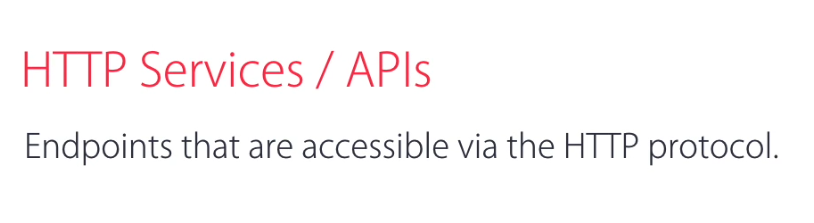 HTTP Services / APIs
Endpoints that are accessible via the HTTP protocol.